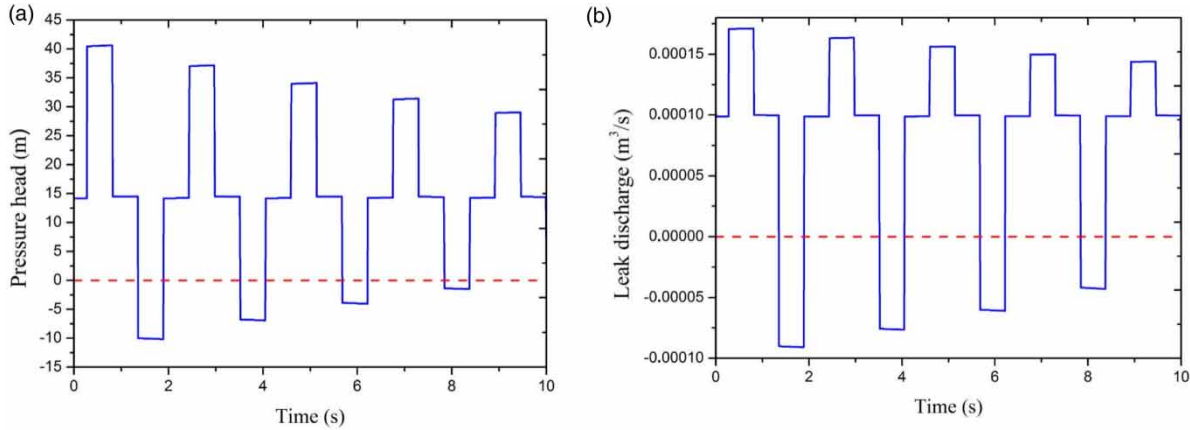 (a)
45
40
35
30
25
20
15
10
5
0
-5
-10
-15
Pressure head (m)
0 2 4 6 8 10
Time (s)
(b)
0.00015
0.00010
0.00005
0.00000
-0.00005
-0.00010
Leak discharge (m³/s)
0 2 4 6 8 10
Time (s)